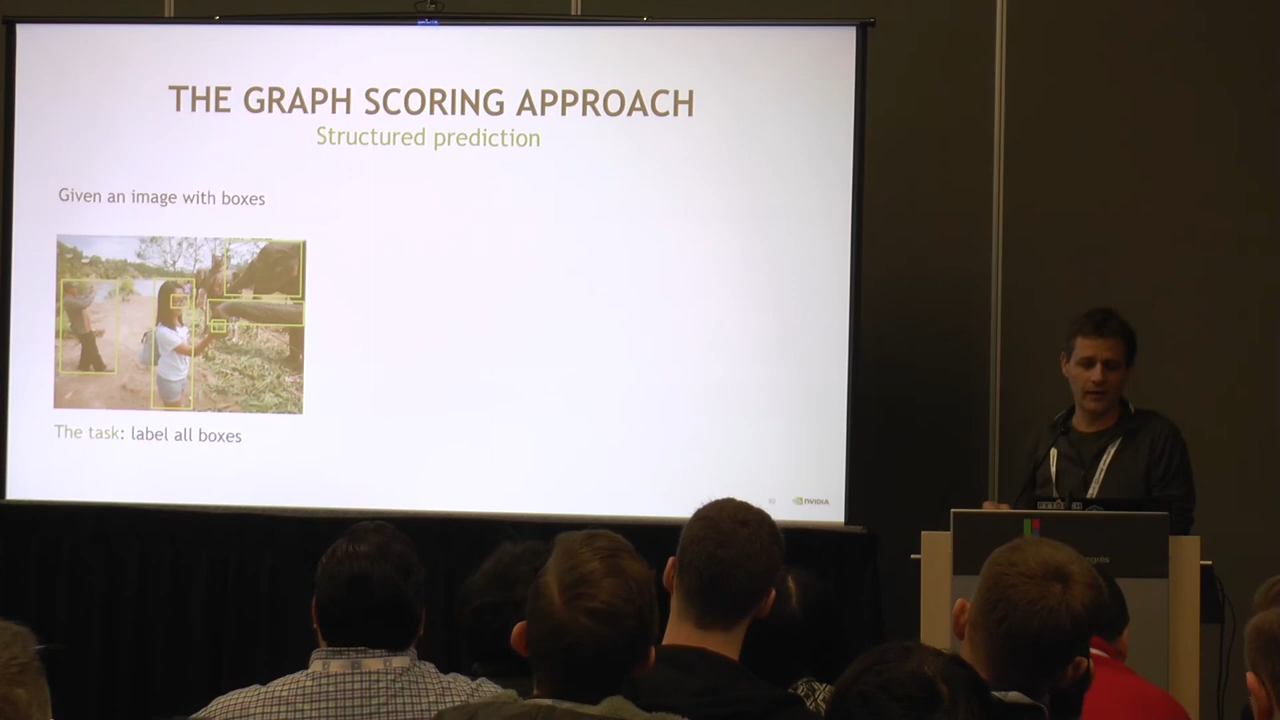 THE GRAPH SCORING APPROACH
Structured prediction
Given an image with boxes
The task: label all boxes
NVIDIA